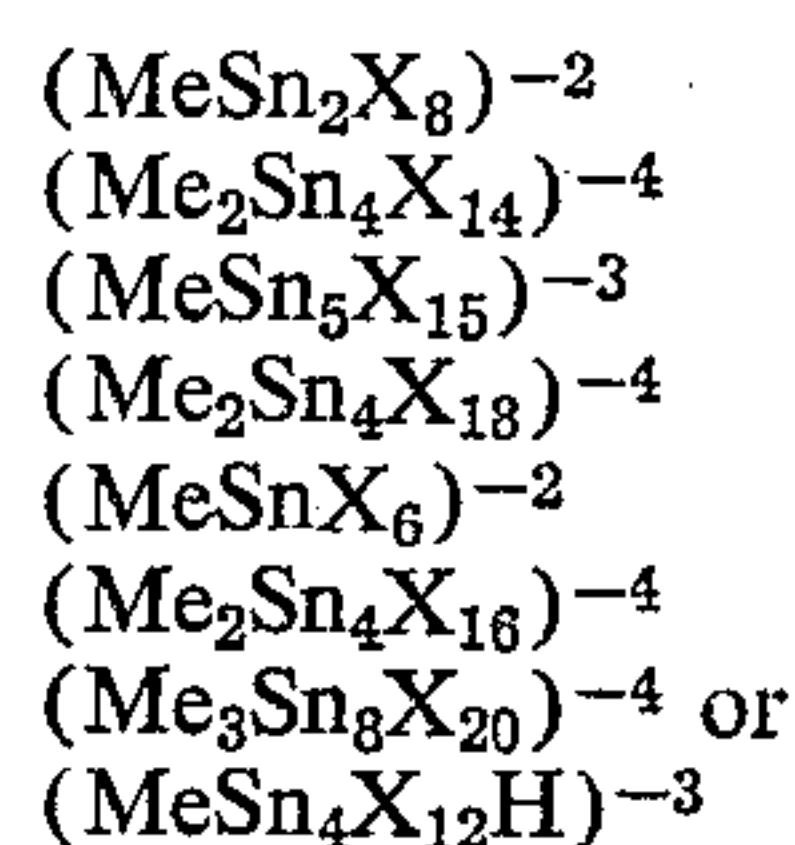 (MeSn₂X₈)⁻²
(Me₂Sn₄X₁₄)⁻⁴
(MeSn₅X₁₅)⁻³
(Me₂Sn₄X₁₈)⁻⁴
(MeSnX₆)⁻²
(Me₂Sn₄X₁₆)⁻⁴
(Me₃Sn₈X₂₀)⁻⁴ or
(MeSn₄X₁₂H)⁻³